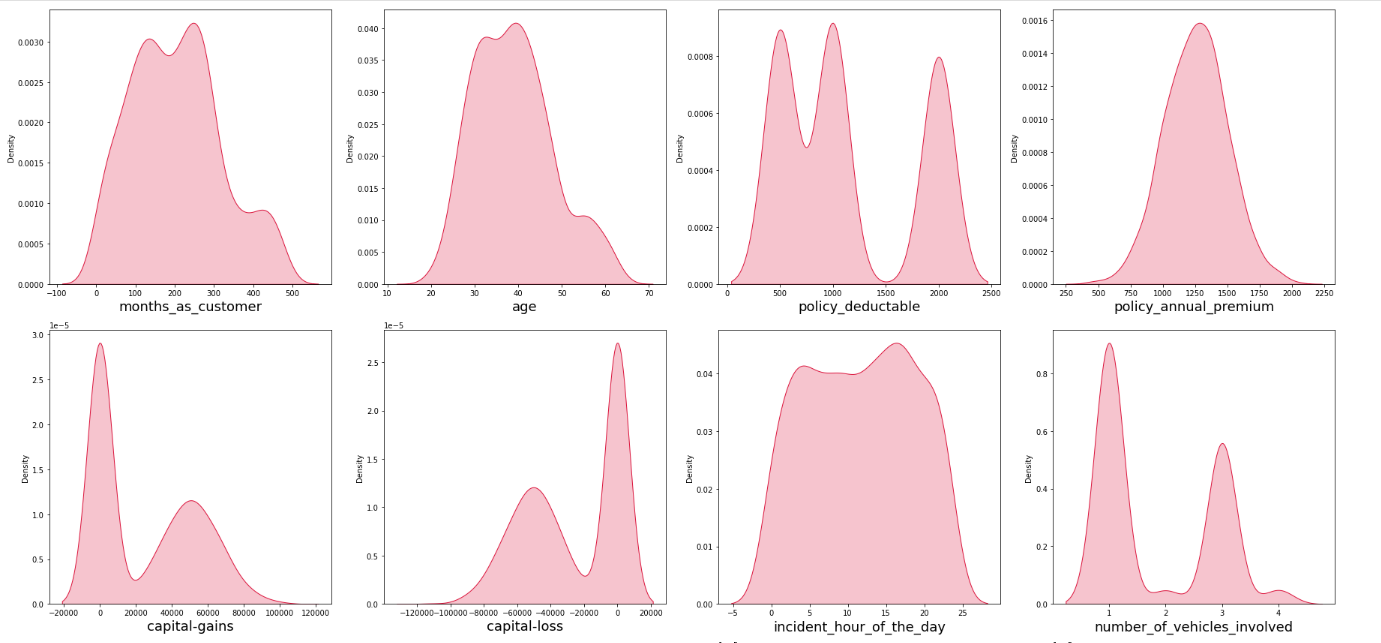 0.0030
0.0025
0.0020
0.0015
0.0010
0.0005
0.0000
Density
-100 0 100 200 300 400 500
months_as_customer
0.040
0.035
0.030
0.025
0.020
0.015
0.010
0.005
0.000
Density
10 20 30 40 50 60 70
age
0.0008
0.0006
0.0004
0.0002
0.0000
Density
0 500 1000 1500 2000 2500
policy_deductable
0.0016
0.0014
0.0012
0.0010
0.0008
0.0006
0.0004
0.0002
0.0000
Density
250 500 750 1000 1250 1500 1750 2000 2250
policy_annual_premium
1e-5
3.0
2.5
2.0
1.5
1.0
0.5
0.0
Density
-20000 0 20000 40000 60000 80000 100000 120000
capital-gains
1e-5
2.5
2.0
1.5
1.0
0.5
0.0
Density
-120000 -100000 -80000 -60000 -40000 -20000 0 20000
capital-loss
0.04
0.03
0.02
0.01
0.00
Density
-5 0 5 10 15 20 25
incident_hour_of_the_day
0.8
0.6
0.4
0.2
0.0
Density
1 2 3 4
number_of_vehicles_involved